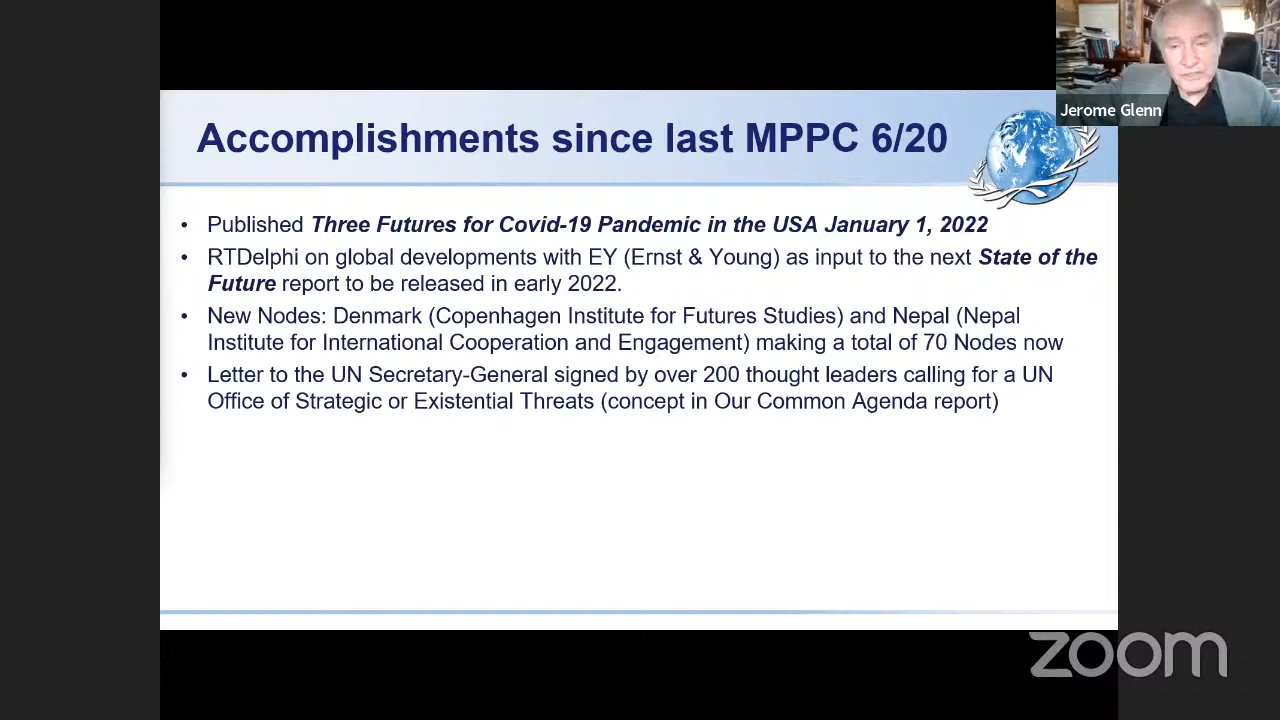 Jerome Glenn
Accomplishments since last MPPC 6/20
• Published Three Futures for Covid-19 Pandemic in the USA January 1, 2022
• RTDelphi on global developments with EY (Ernst & Young) as input to the next State of the
Future report to be released in early 2022.
• New Nodes: Denmark (Copenhagen Institute for Futures Studies) and Nepal (Nepal
Institute for International Cooperation and Engagement) making a total of 70 Nodes now
• Letter to the UN Secretary-General signed by over 200 thought leaders calling for a UN
Office of Strategic or Existential Threats (concept in Our Common Agenda report)
zoom